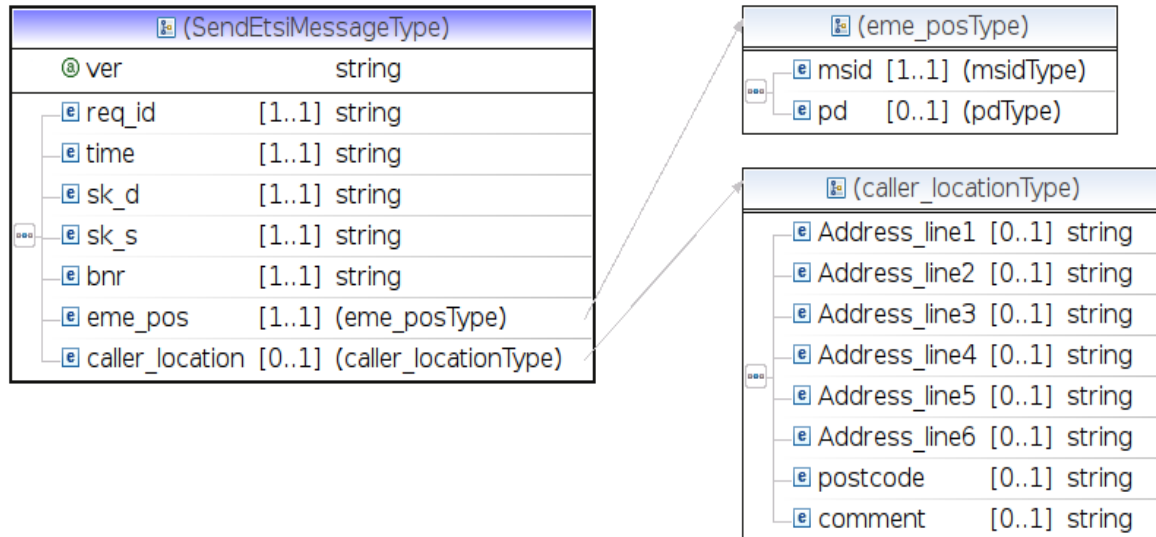 (SendEtsiMessageType)
ver string
req_id [1..1] string
time [1..1] string
sk_d [1..1] string
sk_s [1..1] string
bnr [1..1] string
eme_pos [1..1] (eme_posType)
caller_location [0..1] (caller_locationType)
(eme_posType)
msid [1..1] (msidType)
pd [0..1] (pdType)
(caller_locationType)
Address_line1 [0..1] string
Address_line2 [0..1] string
Address_line3 [0..1] string
Address_line4 [0..1] string
Address_line5 [0..1] string
Address_line6 [0..1] string
postcode [0..1] string
comment [0..1] string